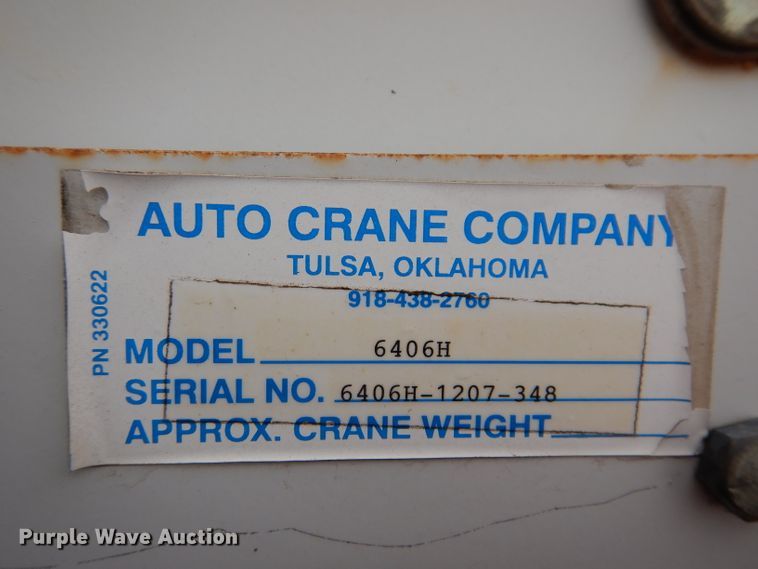 AUTO CRANE COMPANY
TULSA, OKLAHOMA
918-438-2760
PN 330622
MODEL 6406H
SERIAL NO. 6406H-1207-348
APPROX. CRANE WEIGHT
Purple Wave Auction